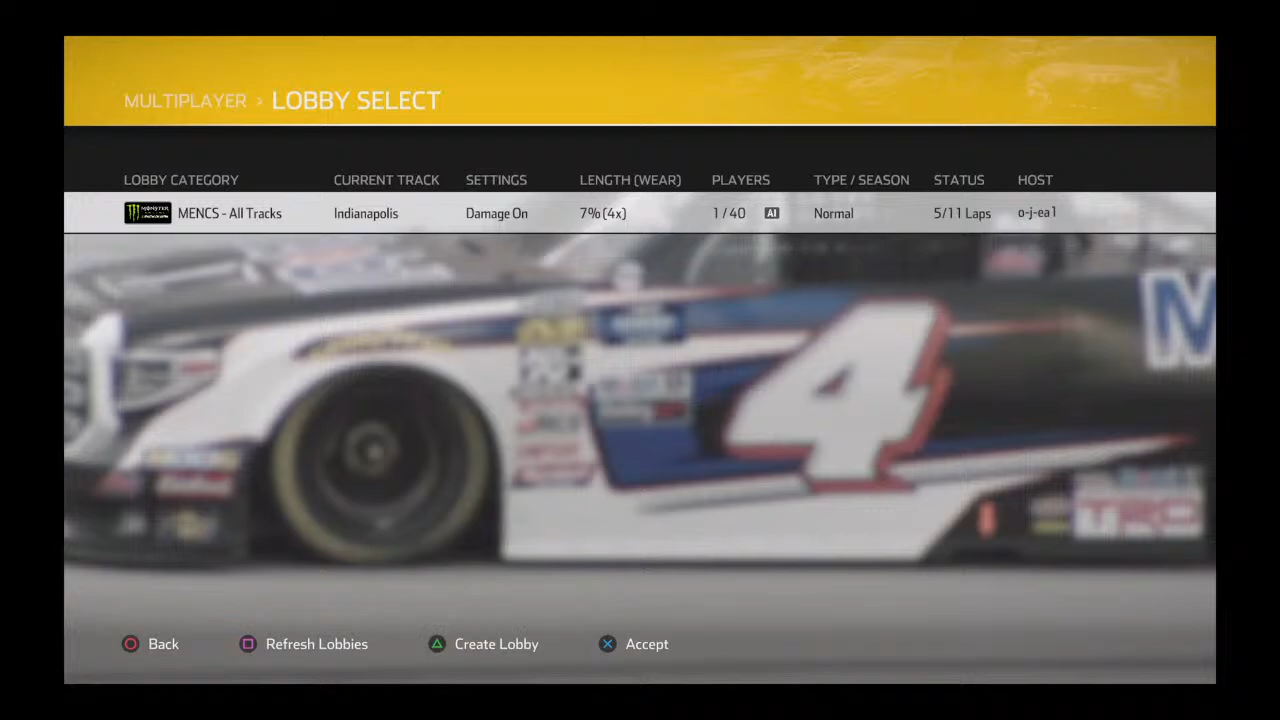 MULTIPLAYER > LOBBY SELECT
LOBBY CATEGORY CURRENT TRACK SETTINGS LENGTH (WEAR) PLAYERS TYPE / SEASON STATUS HOST
MONSTER MENCS - All Tracks Indianapolis Damage On 7% (4x) 1 / 40 AI Normal 5/11 Laps o-j-ea1
4
M
TRD
Back Refresh Lobbies Create Lobby Accept